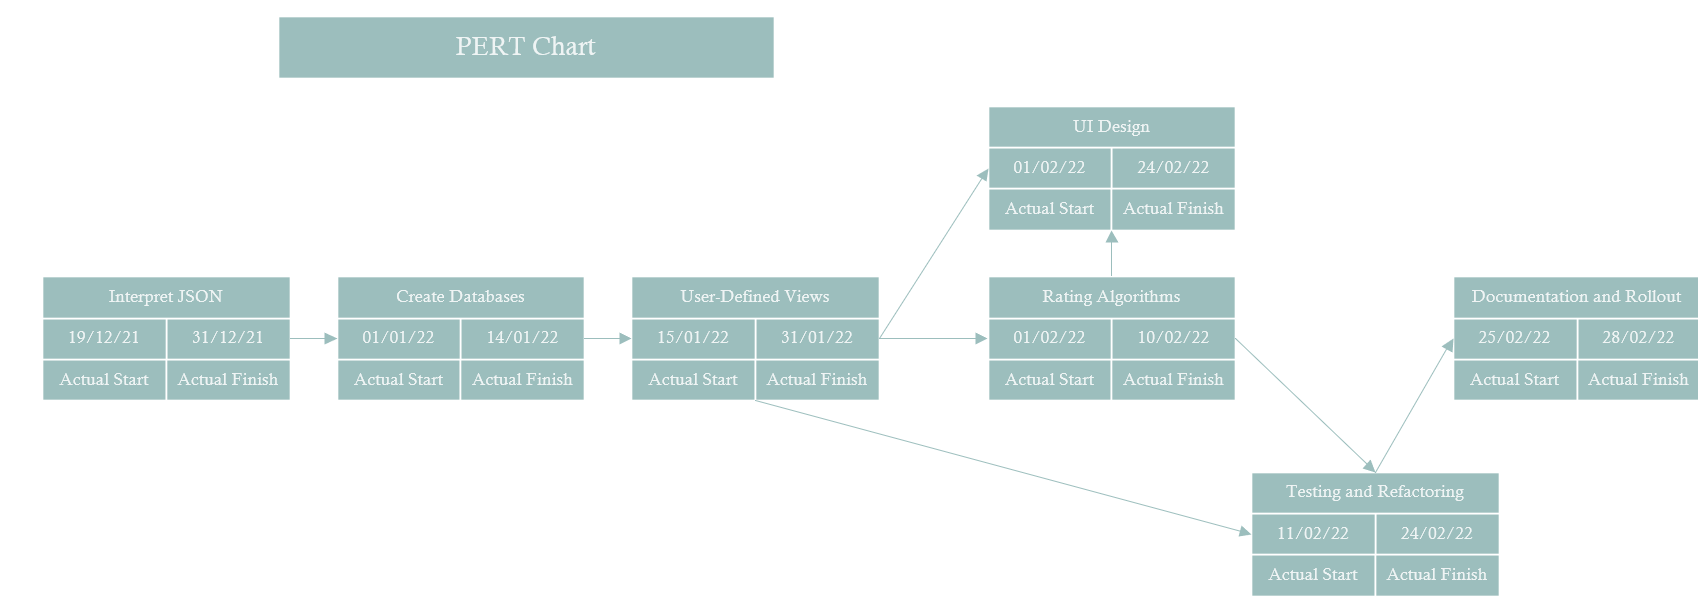 PERT Chart
UI Design
01/02/22 24/02/22
Actual Start Actual Finish
Interpret JSON
19/12/21 31/12/21
Actual Start Actual Finish
Create Databases
01/01/22 14/01/22
Actual Start Actual Finish
User-Defined Views
15/01/22 31/01/22
Actual Start Actual Finish
Rating Algorithms
01/02/22 10/02/22
Actual Start Actual Finish
Documentation and Rollout
25/02/22 28/02/22
Actual Start Actual Finish
Testing and Refactoring
11/02/22 24/02/22
Actual Start Actual Finish